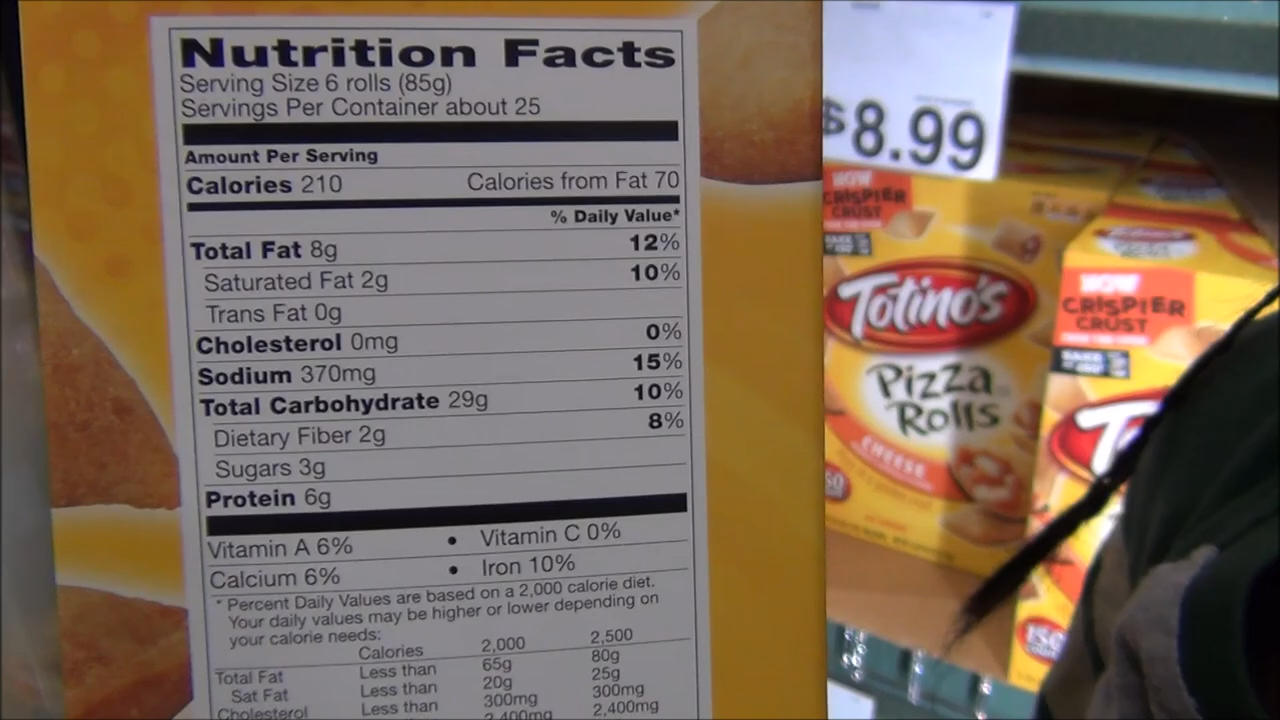 Nutrition Facts
Serving Size 6 rolls (85g)
Servings Per Container about 25
Amount Per Serving
Calories 210 Calories from Fat 70
% Daily Value*
Total Fat 8g 12%
Saturated Fat 2g 10%
Trans Fat 0g
Cholesterol 0mg 0%
Sodium 370mg 15%
Total Carbohydrate 29g 10%
Dietary Fiber 2g 8%
Sugars 3g
Protein 6g
Vitamin A 6% • Vitamin C 0%
Calcium 6% • Iron 10%
* Percent Daily Values are based on a 2,000 calorie diet.
Your daily values may be higher or lower depending on
your calorie needs:
Calories 2,000 2,500
Total Fat Less than 65g 80g
Sat Fat Less than 20g 25g
Cholesterol Less than 300mg 300mg
2,400mg 2,400mg
$8.99
NOW
CRISPIER
CRUST
Totino's
Pizza
Rolls
CHEESE
NOW
CRISPIER
CRUST